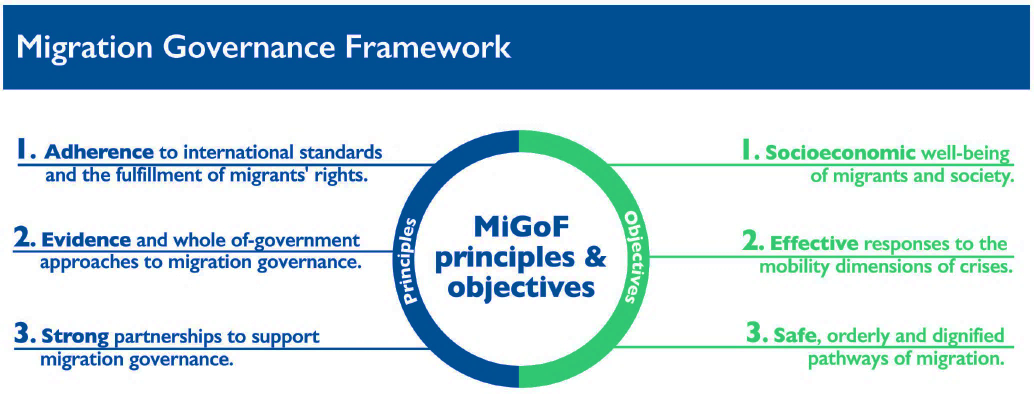 Migration Governance Framework
1. Adherence to international standards
and the fulfillment of migrants' rights.
2. Evidence and whole of-government
approaches to migration governance.
3. Strong partnerships to support
migration governance.
Principles
MiGoF
principles &
objectives
Objectives
1. Socioeconomic well-being
of migrants and society.
2. Effective responses to the
mobility dimensions of crises.
3. Safe, orderly and dignified
pathways of migration.